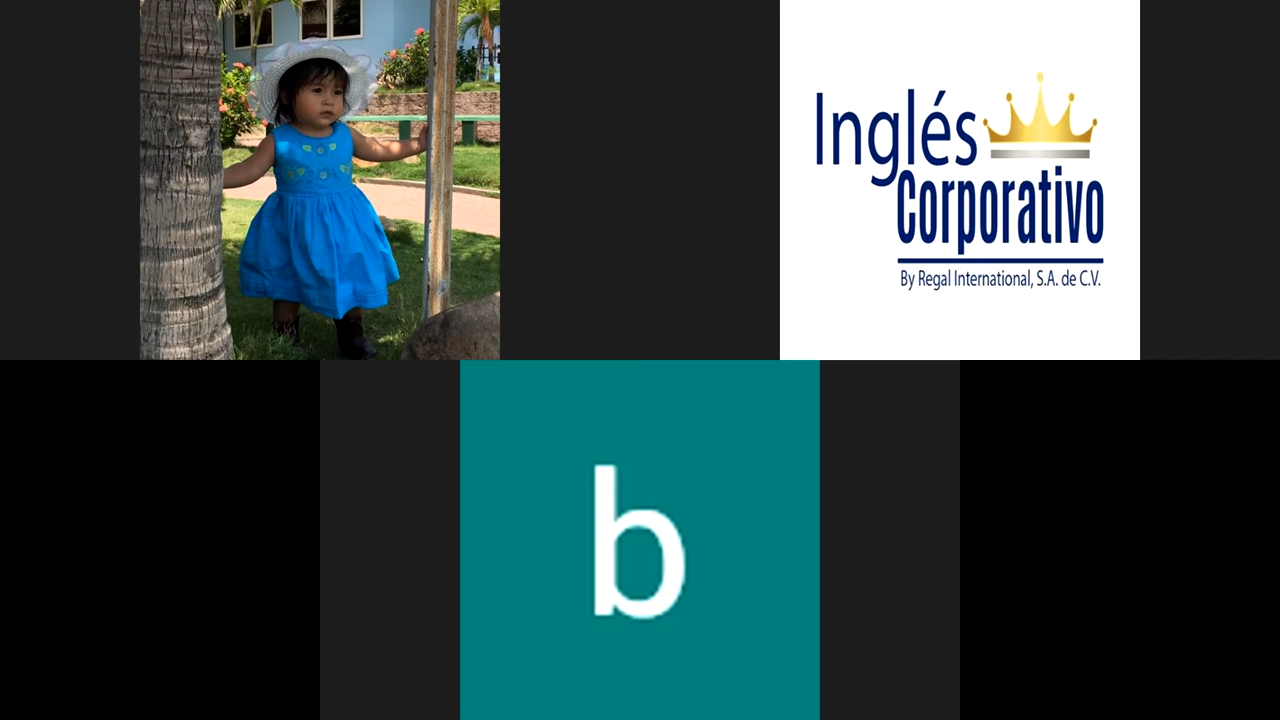 Inglés
Corporativo
By Regal International, S.A. de C.V.
b